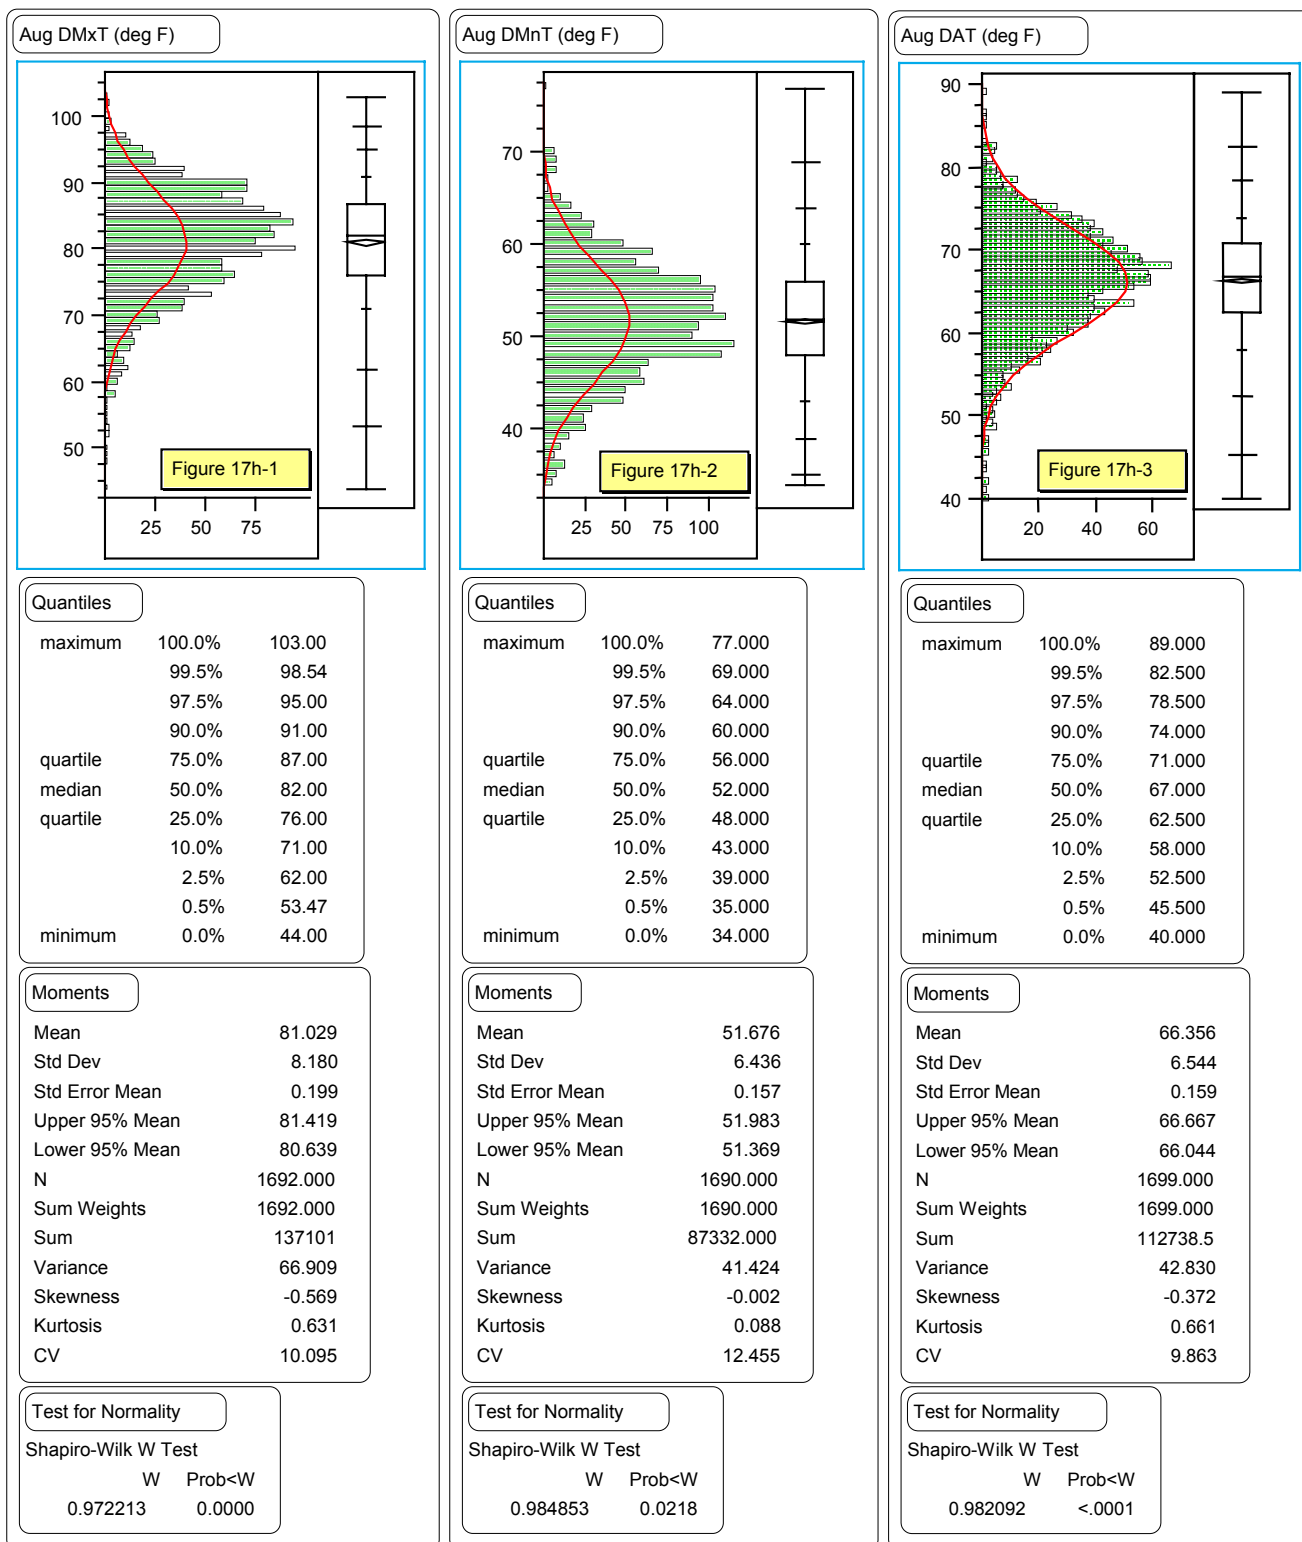 Aug DMxT (deg F)
100
90
80
70
60
50
25 50 75
Figure 17h-1
Quantiles
maximum 100.0% 103.00
99.5% 98.54
97.5% 95.00
90.0% 91.00
quartile 75.0% 87.00
median 50.0% 82.00
quartile 25.0% 76.00
10.0% 71.00
2.5% 62.00
0.5% 53.47
minimum 0.0% 44.00
Moments
Mean 81.029
Std Dev 8.180
Std Error Mean 0.199
Upper 95% Mean 81.419
Lower 95% Mean 80.639
N 1692.000
Sum Weights 1692.000
Sum 137101
Variance 66.909
Skewness -0.569
Kurtosis 0.631
CV 10.095
Test for Normality
Shapiro-Wilk W Test
W Prob<W
0.972213 0.0000
Aug DMnT (deg F)
70
60
50
40
25 50 75 100
Figure 17h-2
Quantiles
maximum 100.0% 77.000
99.5% 69.000
97.5% 64.000
90.0% 60.000
quartile 75.0% 56.000
median 50.0% 52.000
quartile 25.0% 48.000
10.0% 43.000
2.5% 39.000
0.5% 35.000
minimum 0.0% 34.000
Moments
Mean 51.676
Std Dev 6.436
Std Error Mean 0.157
Upper 95% Mean 51.983
Lower 95% Mean 51.369
N 1690.000
Sum Weights 1690.000
Sum 87332.000
Variance 41.424
Skewness -0.002
Kurtosis 0.088
CV 12.455
Test for Normality
Shapiro-Wilk W Test
W Prob<W
0.984853 0.0218
Aug DAT (deg F)
90
80
70
60
50
40
20 40 60
Figure 17h-3
Quantiles
maximum 100.0% 89.000
99.5% 82.500
97.5% 78.500
90.0% 74.000
quartile 75.0% 71.000
median 50.0% 67.000
quartile 25.0% 62.500
10.0% 58.000
2.5% 52.500
0.5% 45.500
minimum 0.0% 40.000
Moments
Mean 66.356
Std Dev 6.544
Std Error Mean 0.159
Upper 95% Mean 66.667
Lower 95% Mean 66.044
N 1699.000
Sum Weights 1699.000
Sum 112738.5
Variance 42.830
Skewness -0.372
Kurtosis 0.661
CV 9.863
Test for Normality
Shapiro-Wilk W Test
W Prob<W
0.982092 <.0001